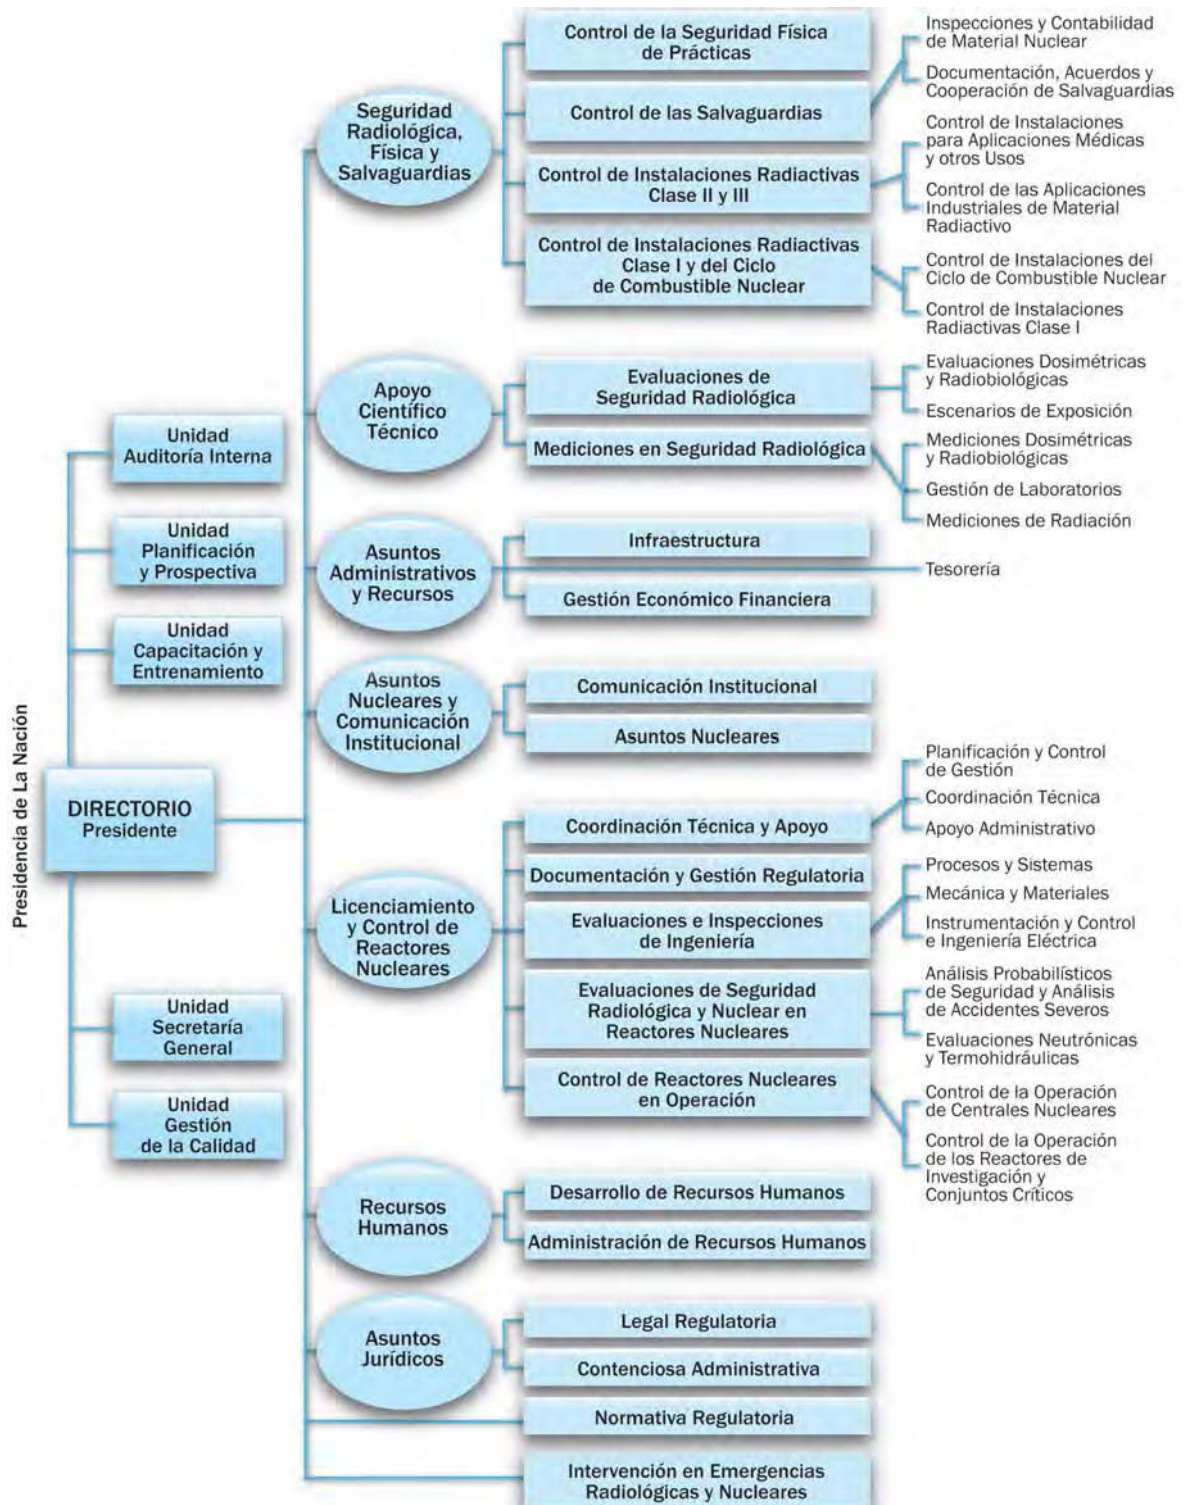 Presidencia de La Nación
Unidad
Auditoría Interna
Unidad
Planificación
y Prospectiva
Unidad
Capacitación y
Entrenamiento
DIRECTORIO
Presidente
Unidad
Secretaría
General
Unidad
Gestión
de la Calidad
Seguridad
Radiológica,
Física y
Salvaguardias
Control de la Seguridad Física
de Prácticas
Control de las Salvaguardias
Inspecciones y Contabilidad
de Material Nuclear
Documentación, Acuerdos y
Cooperación de Salvaguardias
Control de Instalaciones Radiactivas
Clase II y III
Control de Instalaciones
para Aplicaciones Médicas
y otros Usos
Control de las Aplicaciones
Industriales de Material
Radiactivo
Control de Instalaciones Radiactivas
Clase I y del Ciclo
de Combustible Nuclear
Control de Instalaciones del
Ciclo de Combustible Nuclear
Control de Instalaciones
Radiactivas Clase I
Apoyo
Científico
Técnico
Evaluaciones de
Seguridad Radiológica
Evaluaciones Dosimétricas
y Radiobiológicas
Escenarios de Exposición
Mediciones en Seguridad Radiológica
Mediciones Dosimétricas
y Radiobiológicas
Gestión de Laboratorios
Mediciones de Radiación
Asuntos
Administrativos
y Recursos
Infraestructura
Tesorería
Gestión Económico Financiera
Asuntos
Nucleares y
Comunicación
Institucional
Comunicación Institucional
Asuntos Nucleares
Licenciamiento
y Control de
Reactores
Nucleares
Coordinación Técnica y Apoyo
Planificación y Control
de Gestión
Coordinación Técnica
Apoyo Administrativo
Documentación y Gestión Regulatoria
Evaluaciones e Inspecciones
de Ingeniería
Procesos y Sistemas
Mecánica y Materiales
Instrumentación y Control
e Ingeniería Eléctrica
Evaluaciones de Seguridad
Radiológica y Nuclear en
Reactores Nucleares
Análisis Probabilísticos
de Seguridad y Análisis
de Accidentes Severos
Evaluaciones Neutrónicas
y Termohidráulicas
Control de Reactores Nucleares
en Operación
Control de la Operación
de Centrales Nucleares
Control de la Operación
de los Reactores de
Investigación y
Conjuntos Críticos
Recursos
Humanos
Desarrollo de Recursos Humanos
Administración de Recursos Humanos
Asuntos
Jurídicos
Legal Regulatoria
Contenciosa Administrativa
Normativa Regulatoria
Intervención en Emergencias
Radiológicas y Nucleares